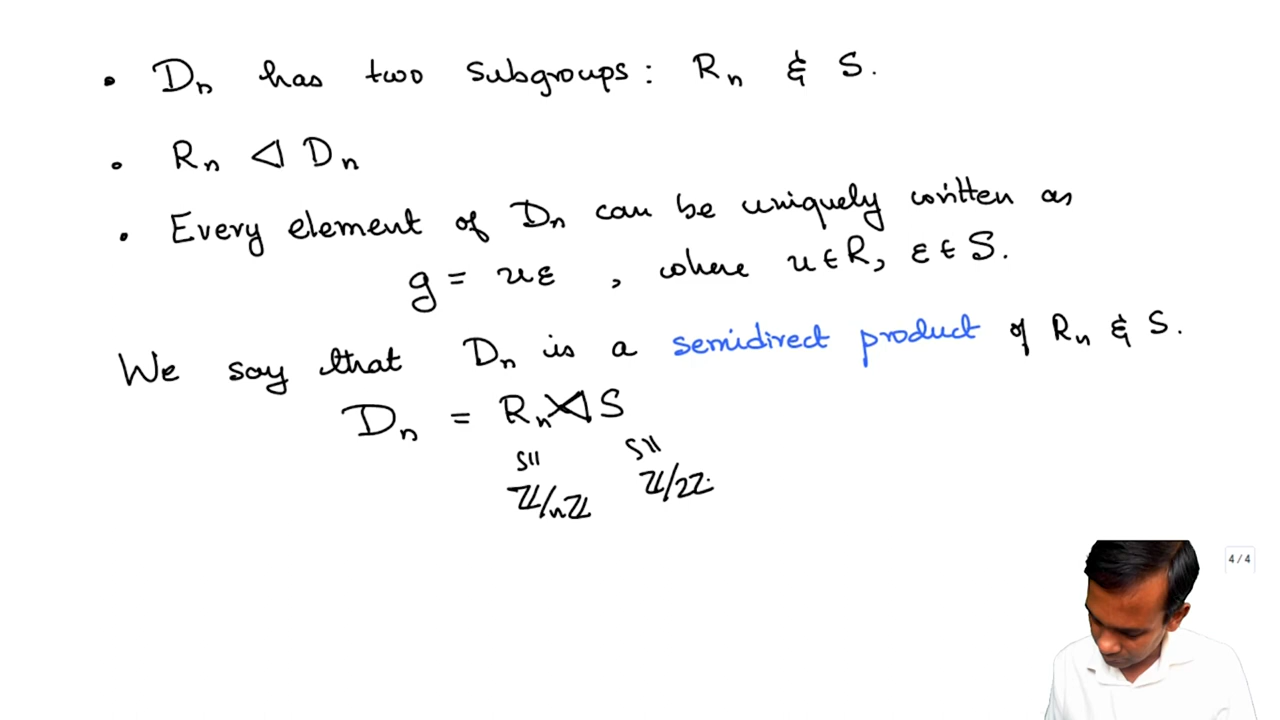 • Dₙ has two subgroups: Rₙ & S.
• Rₙ ◁ Dₙ
• Every element of Dₙ can be uniquely written as
g = uε , where u ∈ R, ε ∈ S.
We say that Dₙ is a semidirect product of Rₙ & S.
Dₙ = Rₙ ⋊ S
≅ ≅
ℤ/nℤ ℤ/2ℤ
4/4